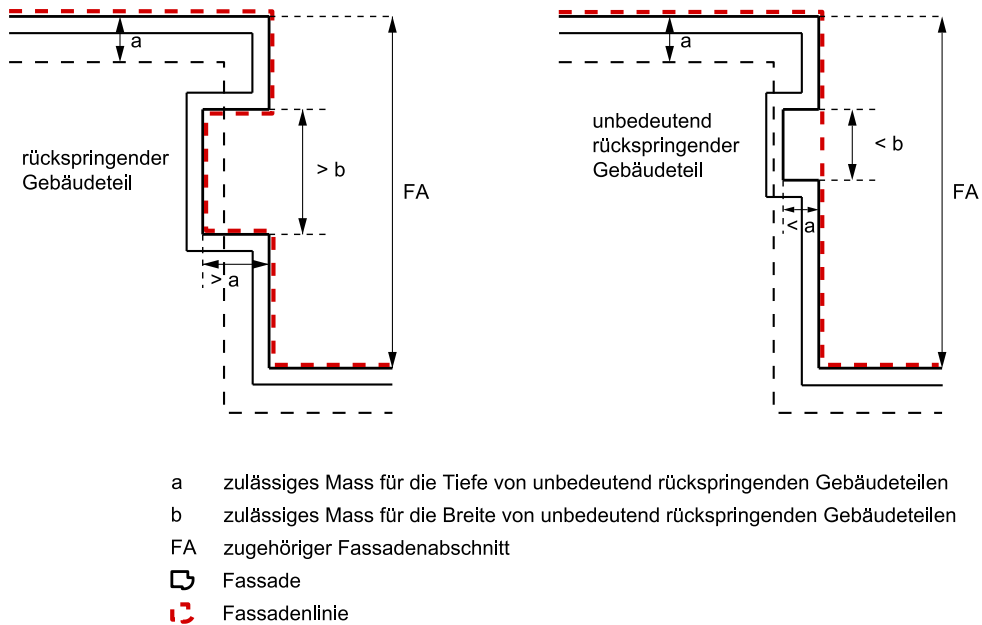 a
rückspringender
Gebäudeteil
> b
FA
> a
a
unbedeutend
rückspringender
Gebäudeteil
< b
FA
< a
a zulässiges Mass für die Tiefe von unbedeutend rückspringenden Gebäudeteilen
b zulässiges Mass für die Breite von unbedeutend rückspringenden Gebäudeteilen
FA zugehöriger Fassadenabschnitt
Fassade
Fassadenlinie